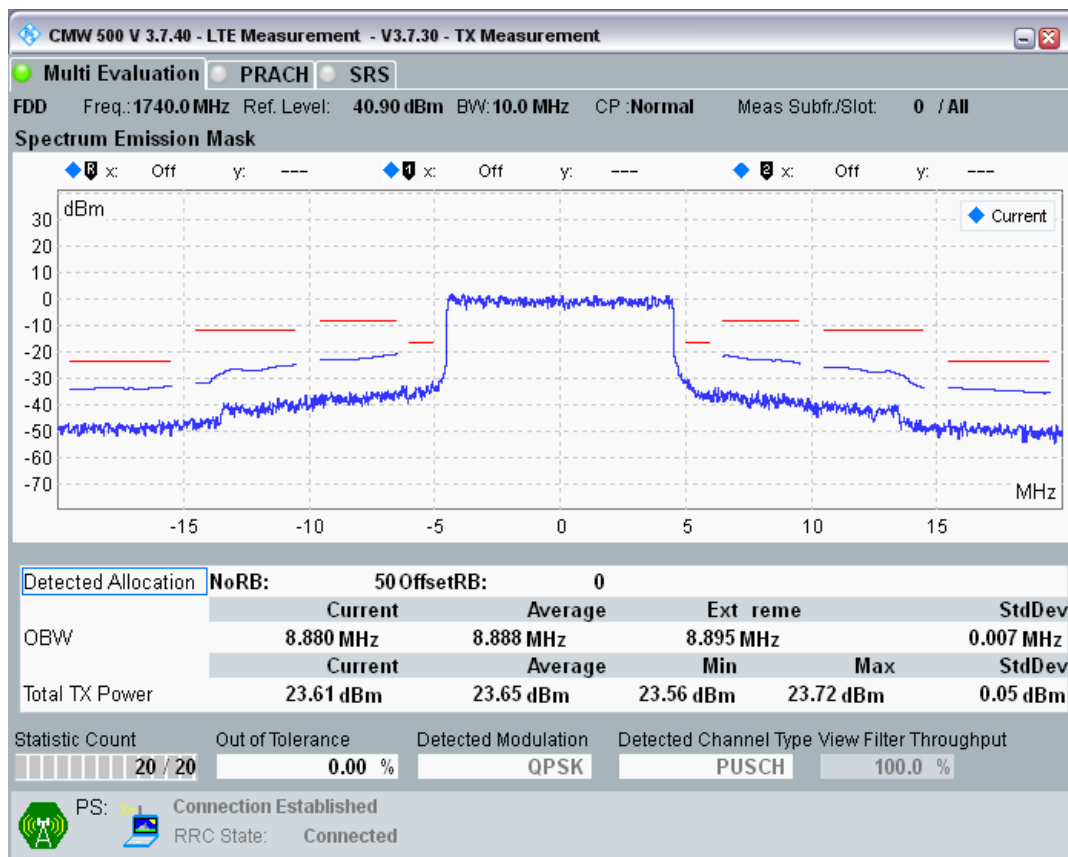 CMW 500 V 3.7.40 - LTE Measurement - V3.7.30 - TX Measurement
Multi Evaluation PRACH SRS
FDD Freq.: 1740.0 MHz Ref. Level: 40.90 dBm BW: 10.0 MHz CP : Normal Meas Subfr./Slot: 0 / All
Spectrum Emission Mask
R x: Off y: --- 1 x: Off y: --- 2 x: Off y: ---
dBm
Current
30
20
10
0
-10
-20
-30
-40
-50
-60
-70
MHz
-15 -10 -5 0 5 10 15
Detected Allocation NoRB: 50 OffsetRB: 0
Current Average Ext reme StdDev
OBW 8.880 MHz 8.888 MHz 8.895 MHz 0.007 MHz
Current Average Min Max StdDev
Total TX Power 23.61 dBm 23.65 dBm 23.56 dBm 23.72 dBm 0.05 dBm
Statistic Count Out of Tolerance Detected Modulation Detected Channel Type View Filter Throughput
20 / 20 0.00 % QPSK PUSCH 100.0 %
PS: Connection Established
RRC State: Connected